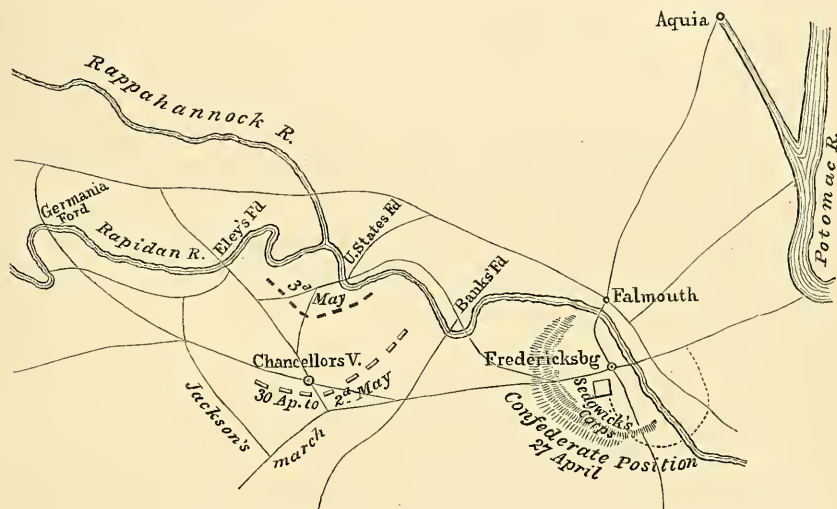 Aquia
Rappahannock R.
Potomac R.
Germania
Ford
Rapidan R.
Eley's Fd.
U.States Fd
3d
May
Banks' Fd
Falmouth
Chancellors V.
Fredericksbg
30 Ap. to 2d May
Sedgwick's
Corps
Jackson's march
Confederate Position
27 April